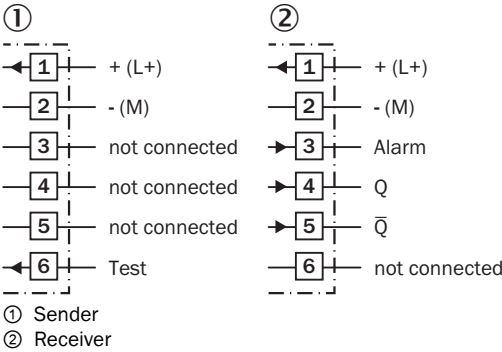 ① ②
1 + (L+) 1 + (L+)
2 - (M) 2 - (M)
3 not connected 3 Alarm
4 not connected 4 Q
5 not connected 5 Q̅
6 Test 6 not connected
① Sender
② Receiver